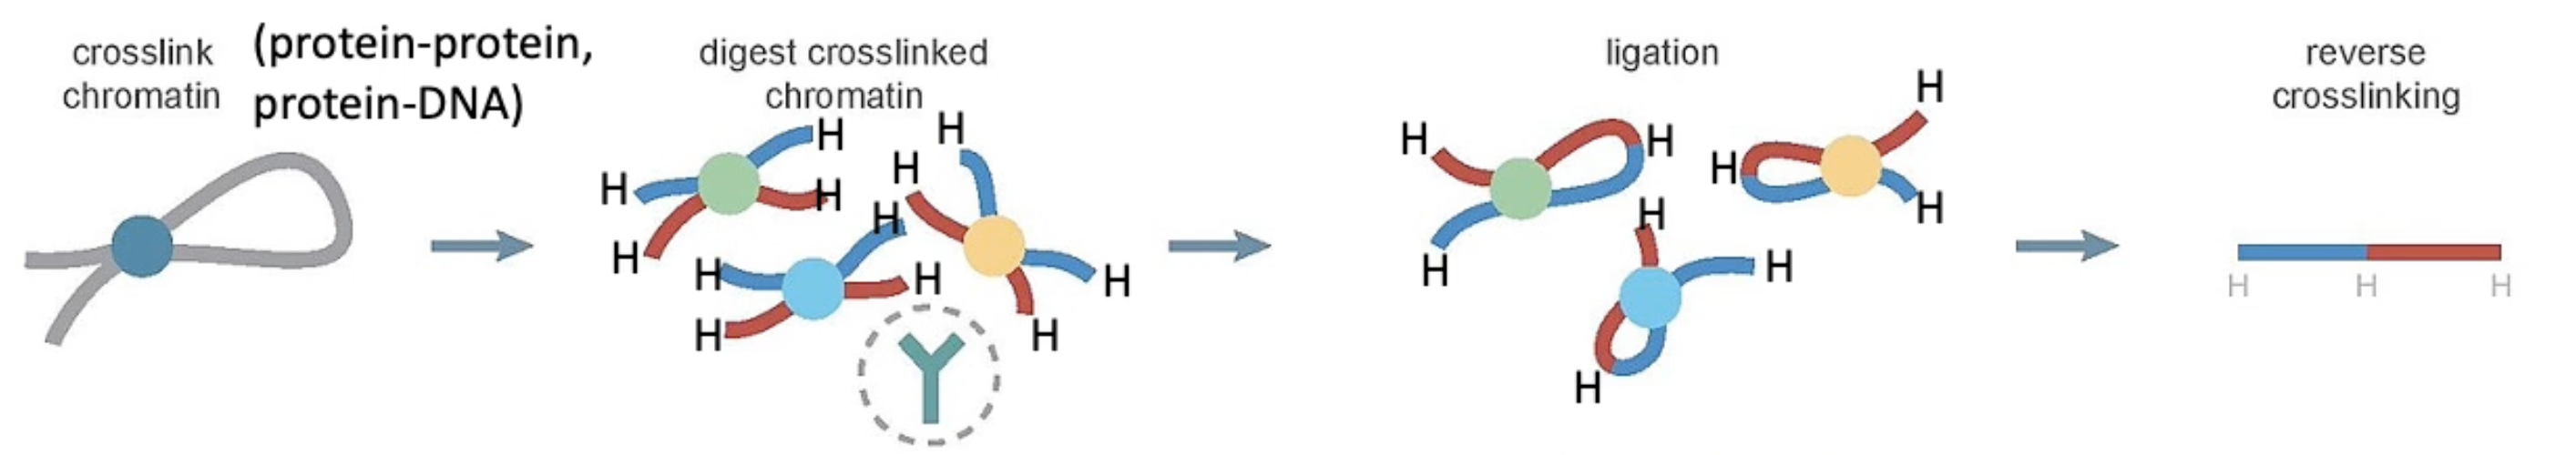 crosslink
chromatin
(protein-protein,
protein-DNA)
digest crosslinked
chromatin
H
H
H
H
H
H
H
H
H
H
H
H
ligation
H
H
H
H
H
H
H
H
H
reverse
crosslinking
H H H